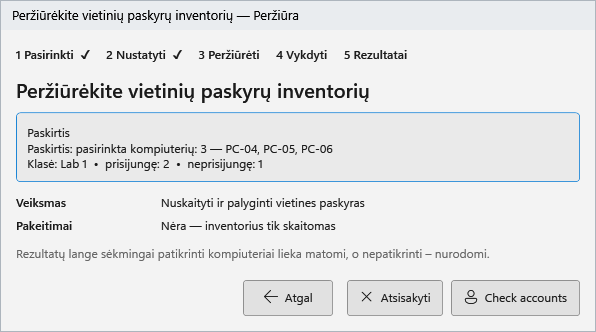 Peržiūrėkite vietinių paskyrų inventorių — Peržiūra
1 Pasirinkti ✓ 2 Nustatyti ✓ 3 Peržiūrėti 4 Vykdyti 5 Rezultatai
Peržiūrėkite vietinių paskyrų inventorių
Paskirtis
Paskirtis: pasirinkta kompiuterių: 3 — PC-04, PC-05, PC-06
Klasė: Lab 1 • prisijungę: 2 • neprisijungę: 1
Veiksmas Nuskaityti ir palyginti vietines paskyras
Pakeitimai Nėra — inventorius tik skaitomas
Rezultatų lange sėkmingai patikrinti kompiuteriai lieka matomi, o nepatikrinti – nurodomi.
Atgal Atsisakyti Check accounts